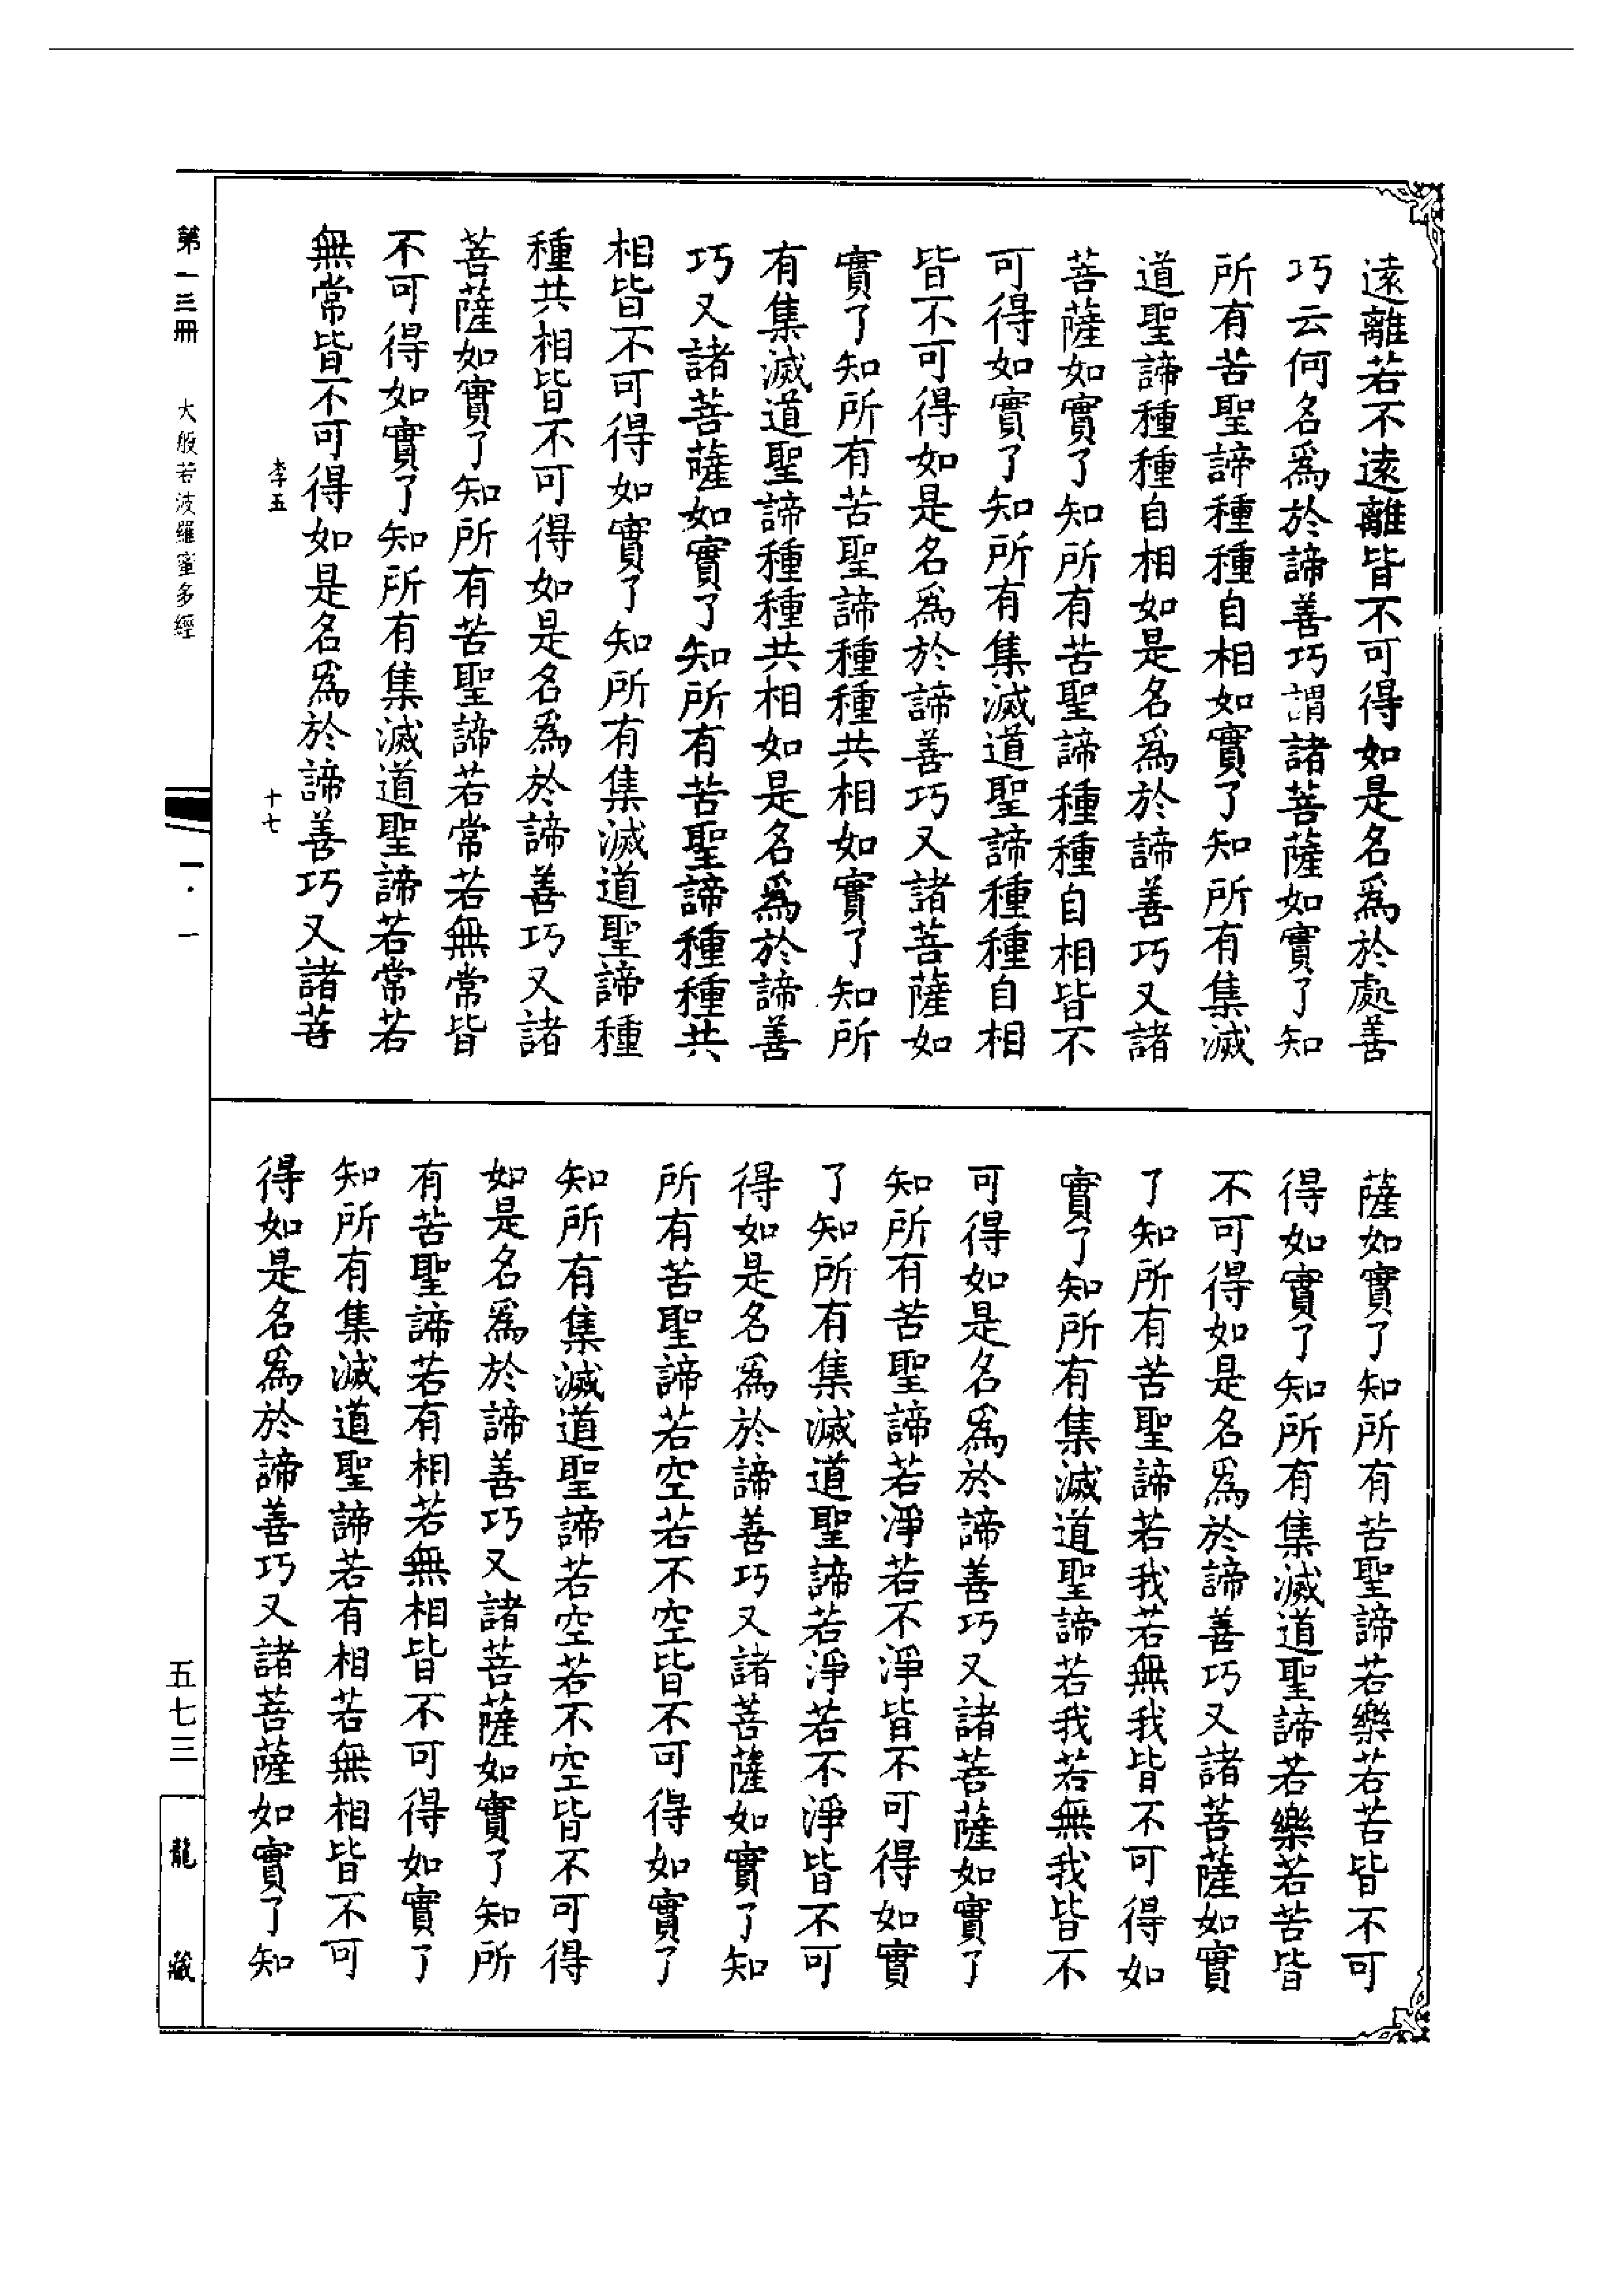 遠離若不遠離皆不可得如是名爲於處善
巧云何名爲於諦善巧謂諸菩薩如實了知
所有苦聖諦種種自相如實了知所有集滅
道聖諦種種自相如是名爲於諦善巧又諸
菩薩如實了知所有苦聖諦種種自相皆不
可得如實了知所有集滅道聖諦種種自相
皆不可得如是名爲於諦善巧又諸菩薩如
實了知所有苦聖諦種種共相如實了知所
有集滅道聖諦種種共相如是名爲於諦善
巧又諸菩薩如實了知所有苦聖諦種種共
相皆不可得如實了知所有集滅道聖諦種
種共相皆不可得如是名爲於諦善巧又諸
菩薩如實了知所有苦聖諦若常若無常皆
不可得如實了知所有集滅道聖諦若常若
無常皆不可得如是名爲於諦善巧又諸菩
李五 十七
薩如實了知所有苦聖諦若樂若苦皆不可
得如實了知所有集滅道聖諦若樂若苦皆
不可得如是名爲於諦善巧又諸菩薩如實
了知所有苦聖諦若我若無我皆不可得如
實了知所有集滅道聖諦若我若無我皆不
可得如是名爲於諦善巧又諸菩薩如實了
知所有苦聖諦若淨若不淨皆不可得如實
了知所有集滅道聖諦若淨若不淨皆不可
得如是名爲於諦善巧又諸菩薩如實了知
所有苦聖諦若空若不空皆不可得如實了
知所有集滅道聖諦若空若不空皆不可得
如是名爲於諦善巧又諸菩薩如實了知所
有苦聖諦若有相若無相皆不可得如實了
知所有集滅道聖諦若有相若無相皆不可
得如是名爲於諦善巧又諸菩薩如實了知
第一三冊 大般若波羅蜜多經 一·一 五七三 龍藏